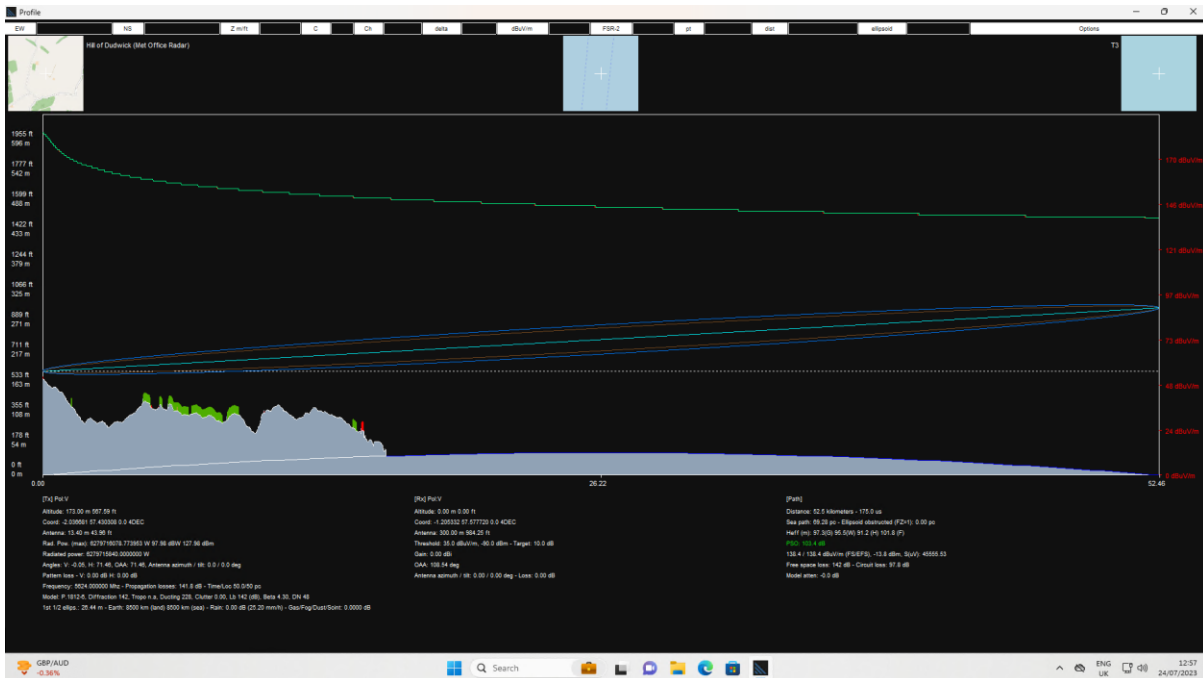 Profile
EW NS Z m/ft C Ch delta dBuV/m FSR-2 pt dist ellipsoid Options
Hill of Dudwick (Met Office Radar) T3
1955 ft
596 m
1777 ft
542 m
170 dBuV/m
1599 ft
488 m
146 dBuV/m
1422 ft
433 m
1244 ft
379 m
1066 ft
325 m
97 dBuV/m
889 ft
271 m
711 ft
217 m
73 dBuV/m
533 ft
163 m
355 ft
108 m
178 ft
54 m
24 dBuV/m
0 ft
0 m
0 dBuV/m
0.00 26.22 52.46
[Tx] Pol:V
Altitude: 173.00 m 567.59 ft
Coord: -2.036681 57.430308 0.0 4DEC
Antenna: 13.40 m 43.96 ft
Rad. Pow. (max): 6279716078.773953 W 97.98 dBW 127.98 dBm
Radiated power: 6279715840.0000000 W
Angles: V: -0.05, H: 71.46, OAA: 71.46, Antenna azimuth / tilt: 0.0 / 0.0 deg
Pattern loss - V: 0.00 dB H: 0.00 dB
Frequency: 5624.000000 Mhz - Propagation losses: 141.8 dB - Time/Loc 50.0/50 pc
Model: P.1812-6, Diffraction 142, Tropo n.a, Ducting 228, Clutter 0.00, Lb 142 (dB), Beta 4.30, DN 48
1st 1/2 ellips.: 26.44 m - Earth: 8500 km (land) 8500 km (sea) - Rain: 0.00 dB (25.20 mm/h) - Gas/Fog/Dust/Scint: 0.0000 dB
[Rx] Pol:V
Altitude: 0.00 m 0.00 ft
Coord: -1.205332 57.577720 0.0 4DEC
Antenna: 300.00 m 984.25 ft
Threshold: 35.0 dBuV/m, -90.0 dBm - Target: 10.0 dB
Gain: 0.00 dBi
OAA: 108.54 deg
Antenna azimuth / tilt: 0.00 / 0.00 deg - Loss: 0.00 dB
[Path]
Distance: 52.5 kilometers - 175.0 us
Sea path: 69.28 pc - Ellipsoid obstructed (FZ=1): 0.00 pc
Heff (m): 97.3(G) 95.5(W) 91.2 (H) 101.8 (F)
PSO: 103.4 dB
138.4 / 138.4 dBuV/m (FS/EFS), -13.8 dBm, S(uV): 45555.53
Free space loss: 142 dB - Circuit loss: 97.8 dB
Model atten: -0.0 dB
GBP/AUD
-0.36%
Search
ENG
UK
12:57
24/07/2023